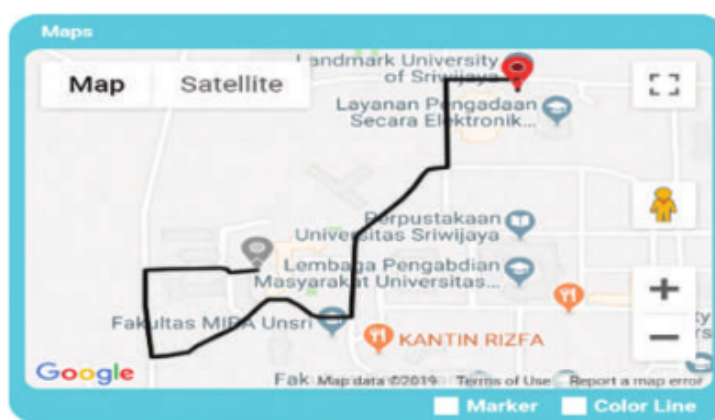 Maps
Map
Satellite
Landmark University
of Sriwijaya
Layanan Pengadaan
Secara Elektronik...
Perpustakaan
Universitas Sriwijaya
Lembaga Pengabdian
Masyarakat Universitas...
Fakultas MIPA Unsri
KANTIN RIZFA
Google
Map data ©2019
Terms of Use
Report a map error
Marker
Color Line